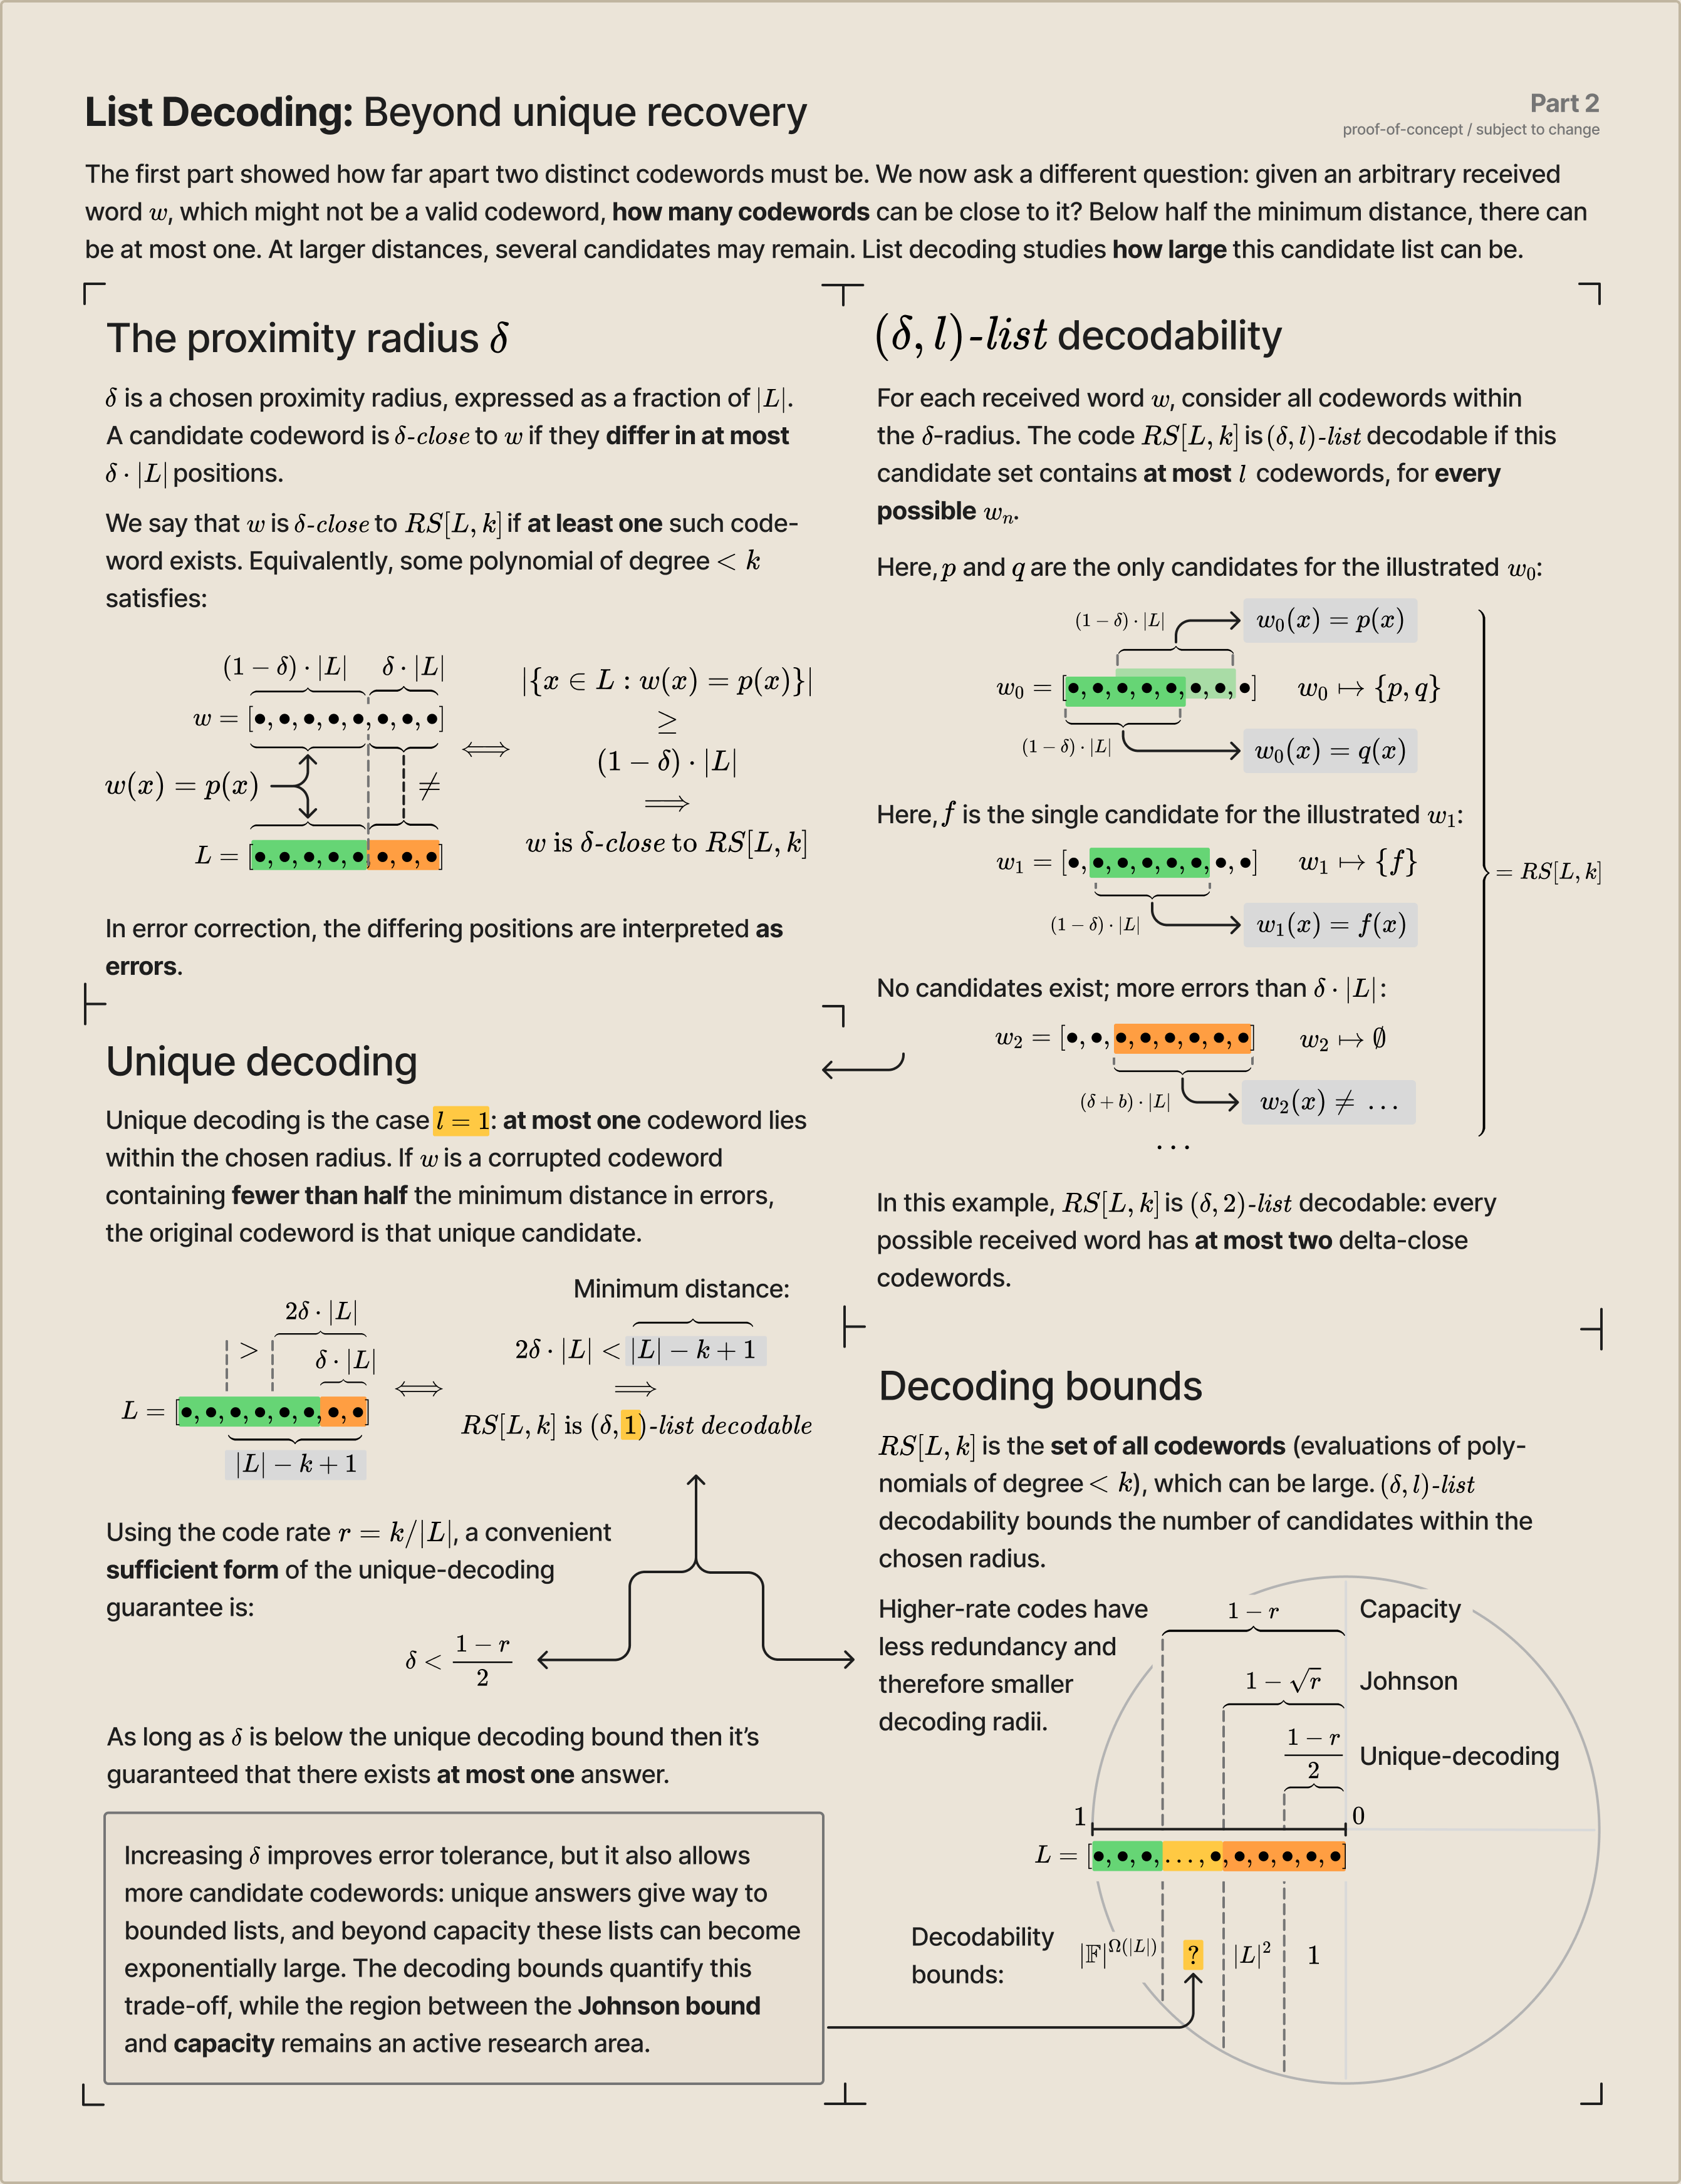 List Decoding: Beyond unique recovery
Part 2
proof-of-concept / subject to change
The first part showed how far apart two distinct codewords must be. We now ask a different question: given an arbitrary received
word w, which might not be a valid codeword, how many codewords can be close to it? Below half the minimum distance, there can
be at most one. At larger distances, several candidates may remain. List decoding studies how large this candidate list can be.
The proximity radius δ
δ is a chosen proximity radius, expressed as a fraction of |L|.
A candidate codeword is δ-close to w if they differ in at most
δ · |L| positions.
We say that w is δ-close to RS[L, k] if at least one such code-
word exists. Equivalently, some polynomial of degree < k
satisfies:
(1 − δ) · |L| δ · |L|
w = [•, •, •, •, •, •, •, •]
w(x) = p(x) ≠
L = [•, •, •, •, •, •, •, •]
⟺
|{x ∈ L : w(x) = p(x)}|
≥
(1 − δ) · |L|
⟹
w is δ-close to RS[L, k]
In error correction, the differing positions are interpreted as
errors.
Unique decoding
Unique decoding is the case l = 1: at most one codeword lies
within the chosen radius. If w is a corrupted codeword
containing fewer than half the minimum distance in errors,
the original codeword is that unique candidate.
2δ · |L|
>
δ · |L|
L = [•, •, •, •, •, •, •, •]
|L| − k + 1
⟺
Minimum distance:
2δ · |L| < |L| − k + 1
⟹
RS[L, k] is (δ, 1)-list decodable
Using the code rate r = k/|L|, a convenient
sufficient form of the unique-decoding
guarantee is:
δ < (1 − r)/2
As long as δ is below the unique decoding bound then it’s
guaranteed that there exists at most one answer.
Increasing δ improves error tolerance, but it also allows
more candidate codewords: unique answers give way to
bounded lists, and beyond capacity these lists can become
exponentially large. The decoding bounds quantify this
trade-off, while the region between the Johnson bound
and capacity remains an active research area.
(δ, l)-list decodability
For each received word w, consider all codewords within
the δ-radius. The code RS[L, k] is (δ, l)-list decodable if this
candidate set contains at most l codewords, for every
possible wₙ.
Here, p and q are the only candidates for the illustrated w₀:
(1 − δ) · |L| w₀(x) = p(x)
w₀ = [•, •, •, •, •, •, •, •] w₀ ↦ {p, q}
(1 − δ) · |L| w₀(x) = q(x)
Here, f is the single candidate for the illustrated w₁:
w₁ = [•, •, •, •, •, •, •, •] w₁ ↦ {f}
= RS[L, k]
(1 − δ) · |L| w₁(x) = f(x)
No candidates exist; more errors than δ · |L|:
w₂ = [•, •, •, •, •, •, •, •] w₂ ↦ ∅
(δ + b) · |L| w₂(x) ≠ ...
...
In this example, RS[L, k] is (δ, 2)-list decodable: every
possible received word has at most two delta-close
codewords.
Decoding bounds
RS[L, k] is the set of all codewords (evaluations of poly-
nomials of degree < k), which can be large. (δ, l)-list
decodability bounds the number of candidates within the
chosen radius.
Higher-rate codes have
less redundancy and
therefore smaller
decoding radii.
1 − r Capacity
1 − √r Johnson
(1 − r)/2 Unique-decoding
1 0
L = [•, •, •, ..., •, •, •, •, •, •]
Decodability
bounds:
|𝔽|^Ω(|L|) ? |L|² 1